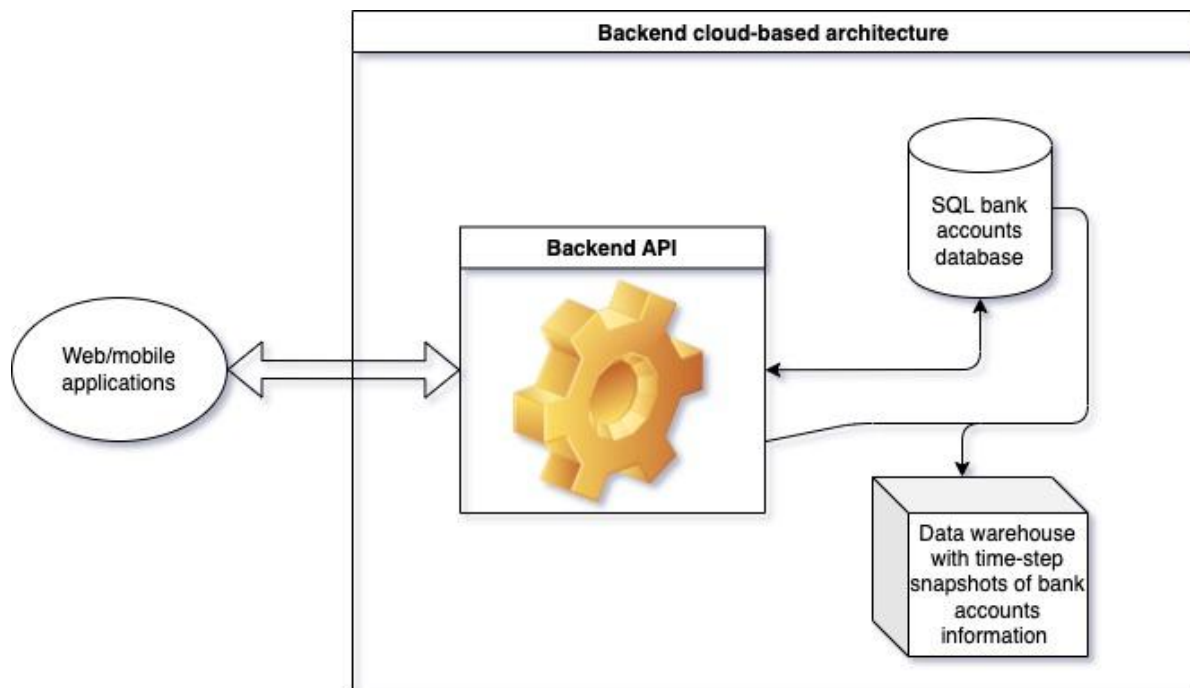 Backend cloud-based architecture
SQL bank
accounts
database
Backend API
Web/mobile
applications
Data warehouse
with time-step
snapshots of bank
accounts
information